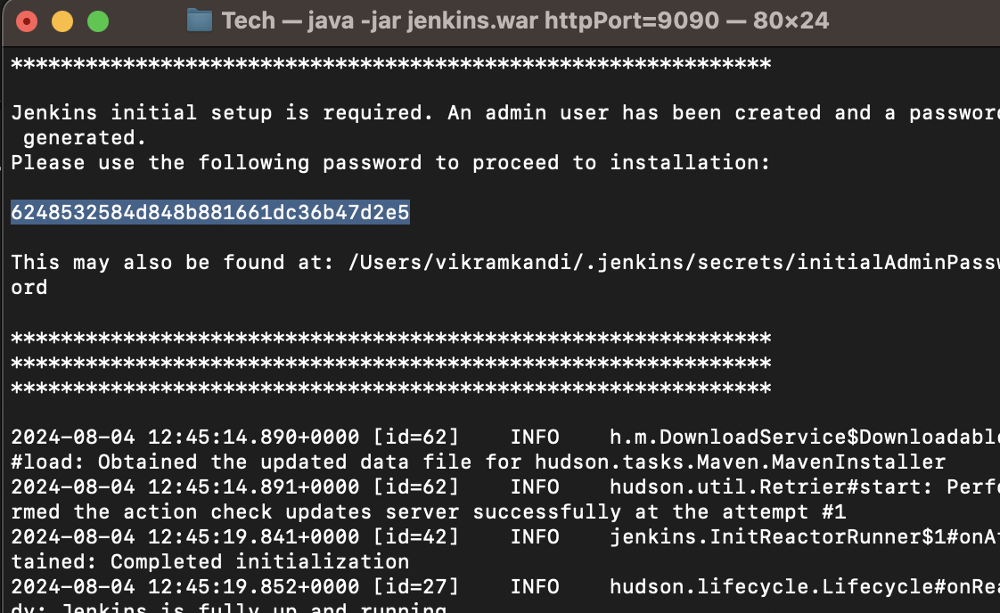 Tech — java -jar jenkins.war httpPort=9090 — 80×24
*************************************************************
Jenkins initial setup is required. An admin user has been created and a password
generated.
Please use the following password to proceed to installation:
6248532584d848b881661dc36b47d2e5
This may also be found at: /Users/vikramkandi/.jenkins/secrets/initialAdminPassw
ord
*************************************************************
*************************************************************
*************************************************************
2024-08-04 12:45:14.890+0000 [id=62] INFO h.m.DownloadService$Downloadable
#load: Obtained the updated data file for hudson.tasks.Maven.MavenInstaller
2024-08-04 12:45:14.891+0000 [id=62] INFO hudson.util.Retrier#start: Perfo
rmed the action check updates server successfully at the attempt #1
2024-08-04 12:45:19.841+0000 [id=42] INFO jenkins.InitReactorRunner$1#onAt
tained: Completed initialization
2024-08-04 12:45:19.852+0000 [id=27] INFO hudson.lifecycle.Lifecycle#onRea
dy: Jenkins is fully up and running